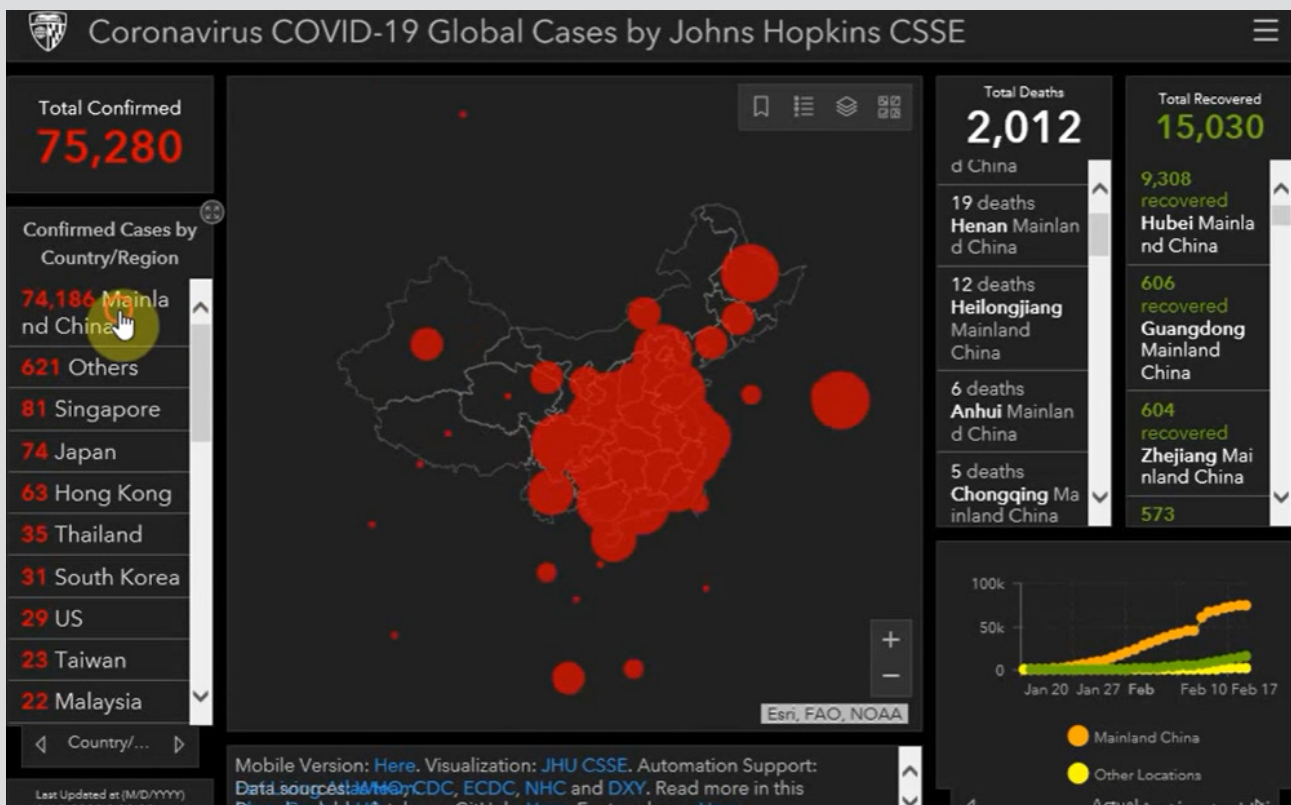 Coronavirus COVID-19 Global Cases by Johns Hopkins CSSE
Total Confirmed
75,280
Confirmed Cases by
Country/Region
74,186 Mainla
nd China
621 Others
81 Singapore
74 Japan
63 Hong Kong
35 Thailand
31 South Korea
29 US
23 Taiwan
22 Malaysia
Country/...
Last Updated at (M/D/YYYY)
Esri, FAO, NOAA
Mobile Version: Here. Visualization: JHU CSSE. Automation Support:
Data sources: WHO, CDC, ECDC, NHC and DXY. Read more in this
Total Deaths
2,012
d China
19 deaths
Henan Mainlan
d China
12 deaths
Heilongjiang
Mainland
China
6 deaths
Anhui Mainlan
d China
5 deaths
Chongqing Ma
inland China
Total Recovered
15,030
9,308
recovered
Hubei Mainla
nd China
606
recovered
Guangdong
Mainland
China
604
recovered
Zhejiang Mai
nland China
573
100k
50k
0
Jan 20 Jan 27 Feb Feb 10 Feb 17
Mainland China
Other Locations
Actual